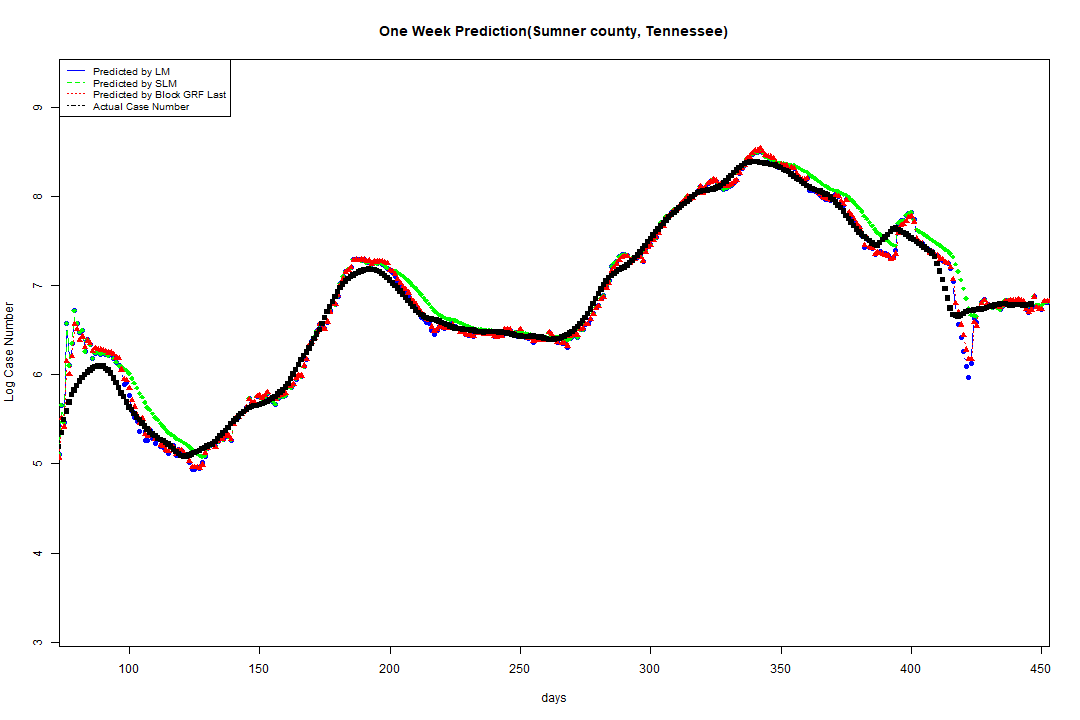 One Week Prediction(Sumner county, Tennessee)
Predicted by LM
Predicted by SLM
Predicted by Block GRF Last
Actual Case Number
9
8
7
6
5
4
3
Log Case Number
100 150 200 250 300 350 400 450
days